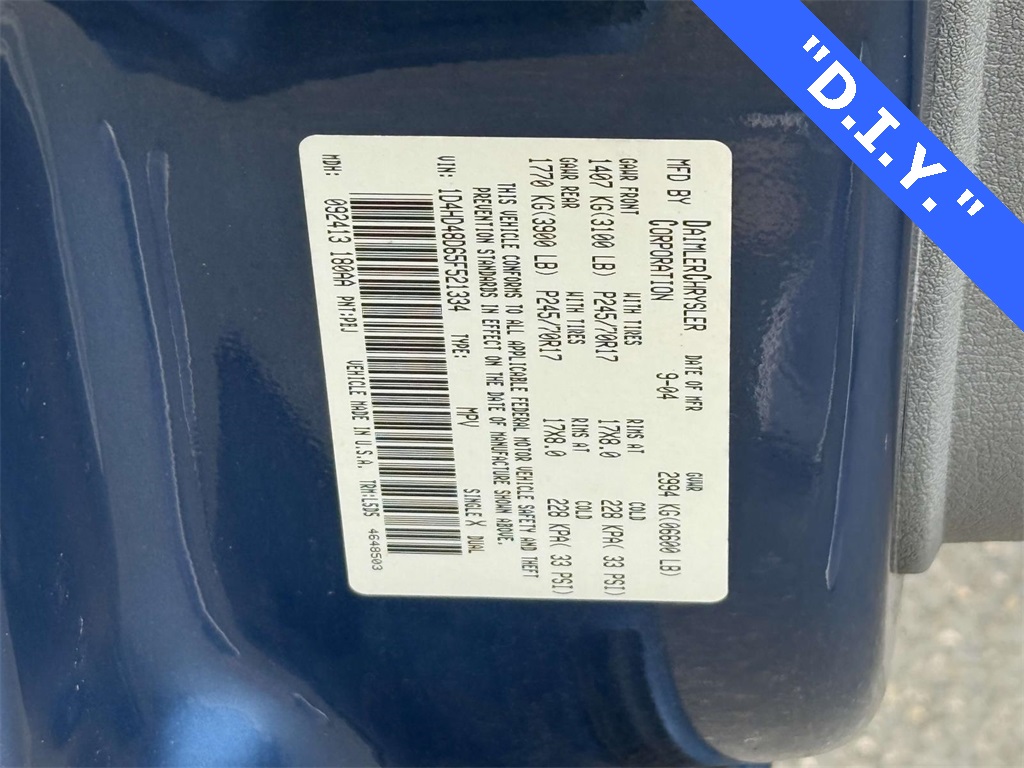 "D.I.Y."
MFD BY DAIMLERCHRYSLER CORPORATION DATE OF MFR 9-04 GVWR 2994 KG(06600 LB)
GAWR FRONT WITH TIRES RIMS AT COLD
1407 KG(3100 LB) P245/70R17 17X8.0 228 KPA( 33 PSI)
GAWR REAR WITH TIRES RIMS AT COLD
1770 KG(3900 LB) P245/70R17 17X8.0 228 KPA( 33 PSI)
THIS VEHICLE CONFORMS TO ALL APPLICABLE FEDERAL MOTOR VEHICLE SAFETY AND THEFT
PREVENTION STANDARDS IN EFFECT ON THE DATE OF MANUFACTURE SHOWN ABOVE.
VIN: 1D4HD48D65F521334 TYPE: MPV SINGLE X DUAL
MDH: 092413 180AA PNT:PBJ VEHICLE MADE IN U.S.A. TRM:L5D5 4648503